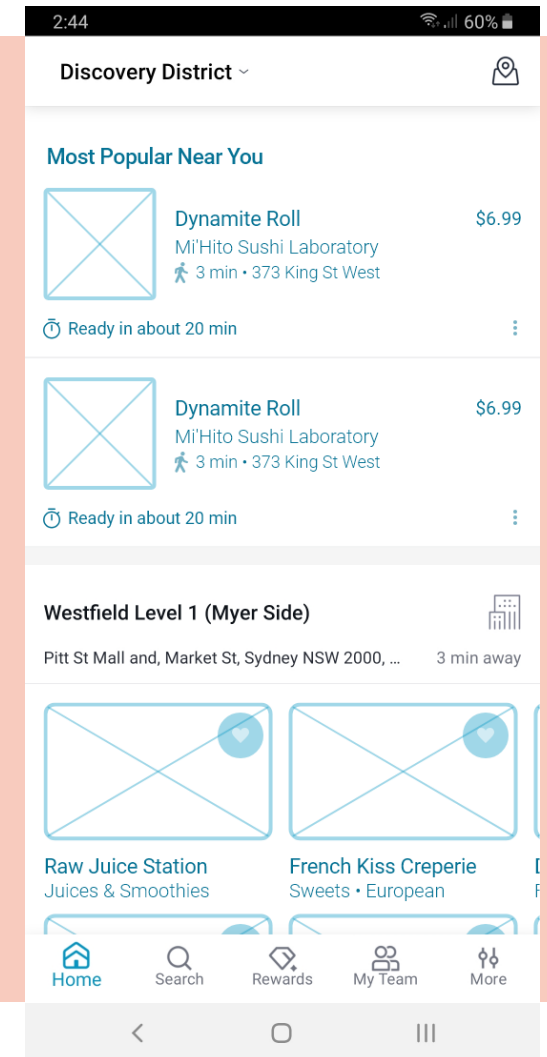 2:44
60%
Discovery District
Most Popular Near You
Dynamite Roll $6.99
Mi'Hito Sushi Laboratory
3 min • 373 King St West
Ready in about 20 min
Dynamite Roll $6.99
Mi'Hito Sushi Laboratory
3 min • 373 King St West
Ready in about 20 min
Westfield Level 1 (Myer Side)
Pitt St Mall and, Market St, Sydney NSW 2000, ... 3 min away
Raw Juice Station French Kiss Creperie
Juices & Smoothies Sweets • European
Home Search Rewards My Team More